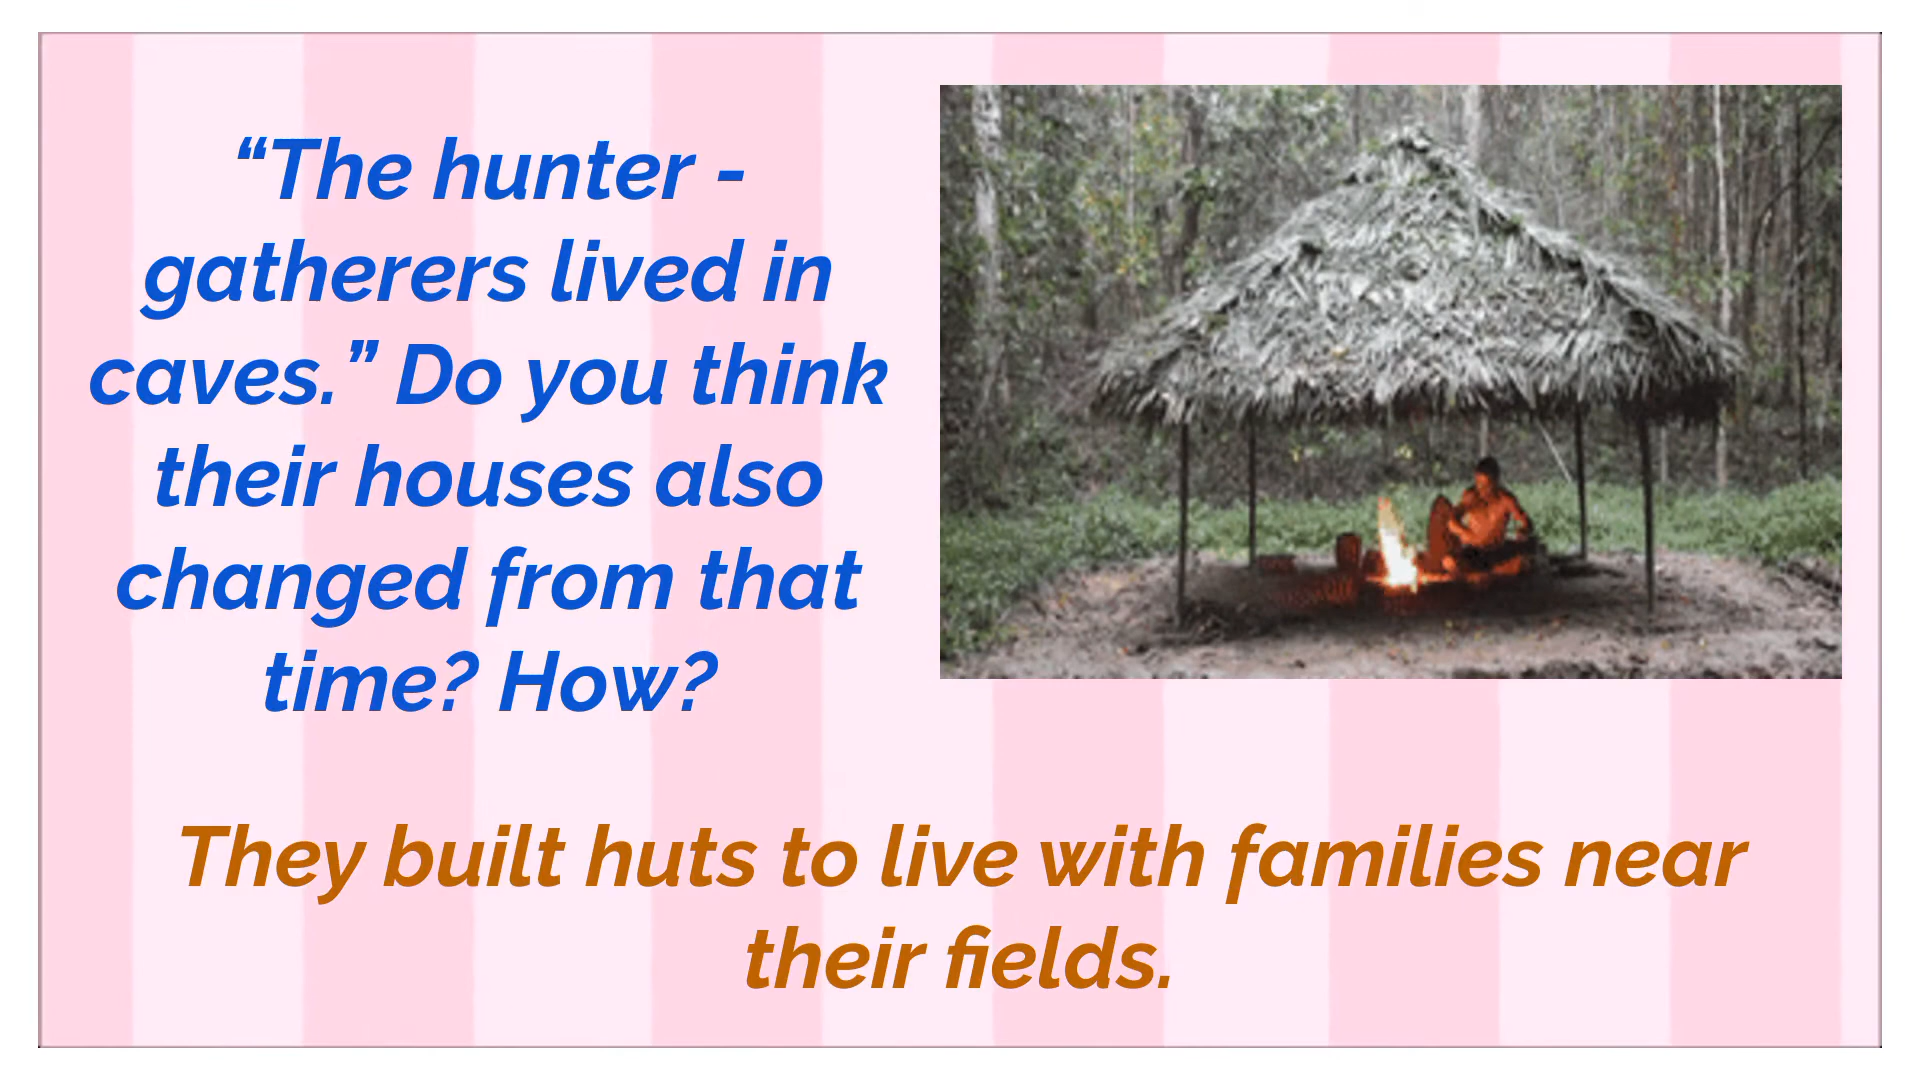 “The hunter -
gatherers lived in
caves.” Do you think
their houses also
changed from that
time? How?
They built huts to live with families near
their fields.